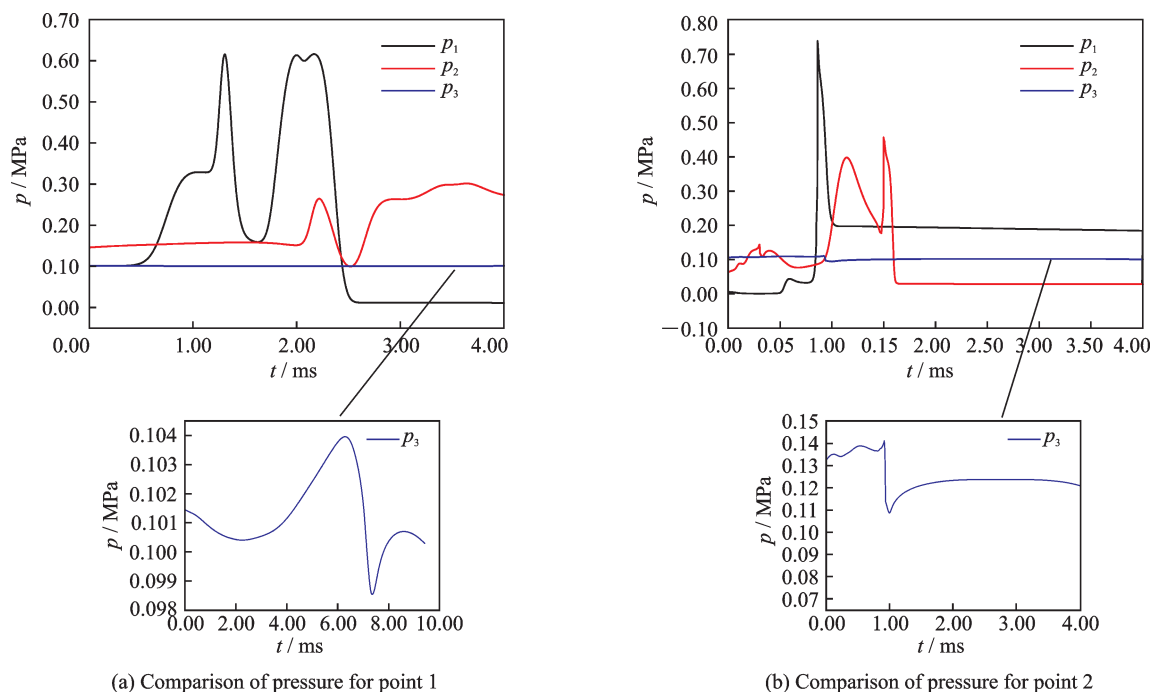 0.70
0.60
0.50
0.40
0.30
0.20
0.10
0.00
p / MPa
p1
p2
p3
0.00 1.00 2.00 3.00 4.00
t / ms
0.104
0.103
0.102
0.101
0.100
0.099
0.098
p / MPa
p3
0.00 2.00 4.00 6.00 8.00 10.00
t / ms
(a) Comparison of pressure for point 1
0.80
0.70
0.60
0.50
0.40
0.30
0.20
0.10
0.00
−0.10
p / MPa
p1
p2
p3
0.00 0.05 1.00 0.15 2.00 2.50 3.00 3.50 4.00
t / ms
0.15
0.14
0.13
0.12
0.11
0.10
0.09
0.08
0.07
p / MPa
p3
0.00 1.00 2.00 3.00 4.00
t / ms
(b) Comparison of pressure for point 2